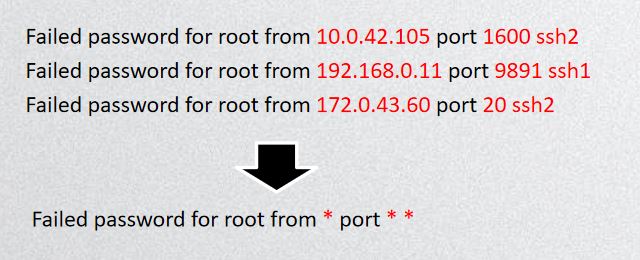 Failed password for root from 10.0.42.105 port 1600 ssh2
Failed password for root from 192.168.0.11 port 9891 ssh1
Failed password for root from 172.0.43.60 port 20 ssh2
Failed password for root from * port * *